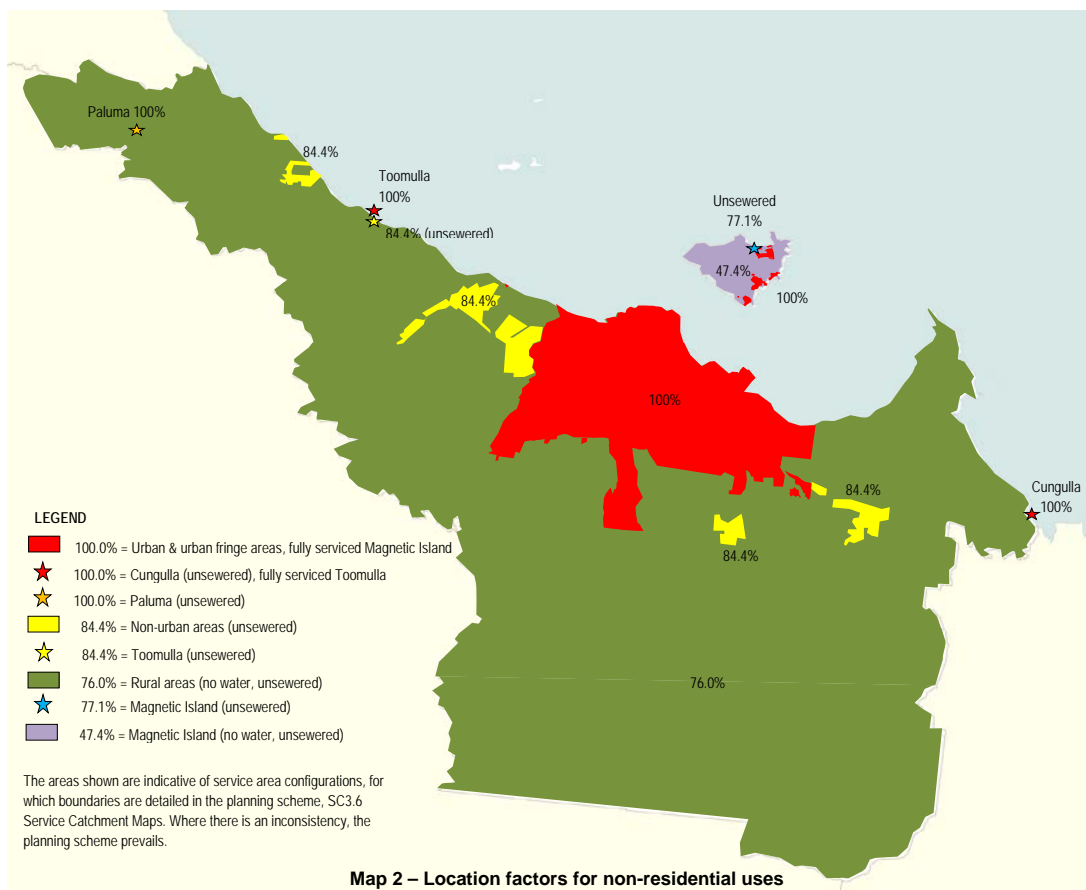 Paluma 100%
84.4%
Toomulla
100%
84.4% (unsewered)
Unsewered
77.1%
47.4%
100%
84.4%
100%
Cungulla
100%
84.4%
84.4%
76.0%
LEGEND
100.0% = Urban & urban fringe areas, fully serviced Magnetic Island
100.0% = Cungulla (unsewered), fully serviced Toomulla
100.0% = Paluma (unsewered)
84.4% = Non-urban areas (unsewered)
84.4% = Toomulla (unsewered)
76.0% = Rural areas (no water, unsewered)
77.1% = Magnetic Island (unsewered)
47.4% = Magnetic Island (no water, unsewered)
The areas shown are indicative of service area configurations, for
which boundaries are detailed in the planning scheme, SC3.6
Service Catchment Maps. Where there is an inconsistency, the
planning scheme prevails.
Map 2 – Location factors for non-residential uses